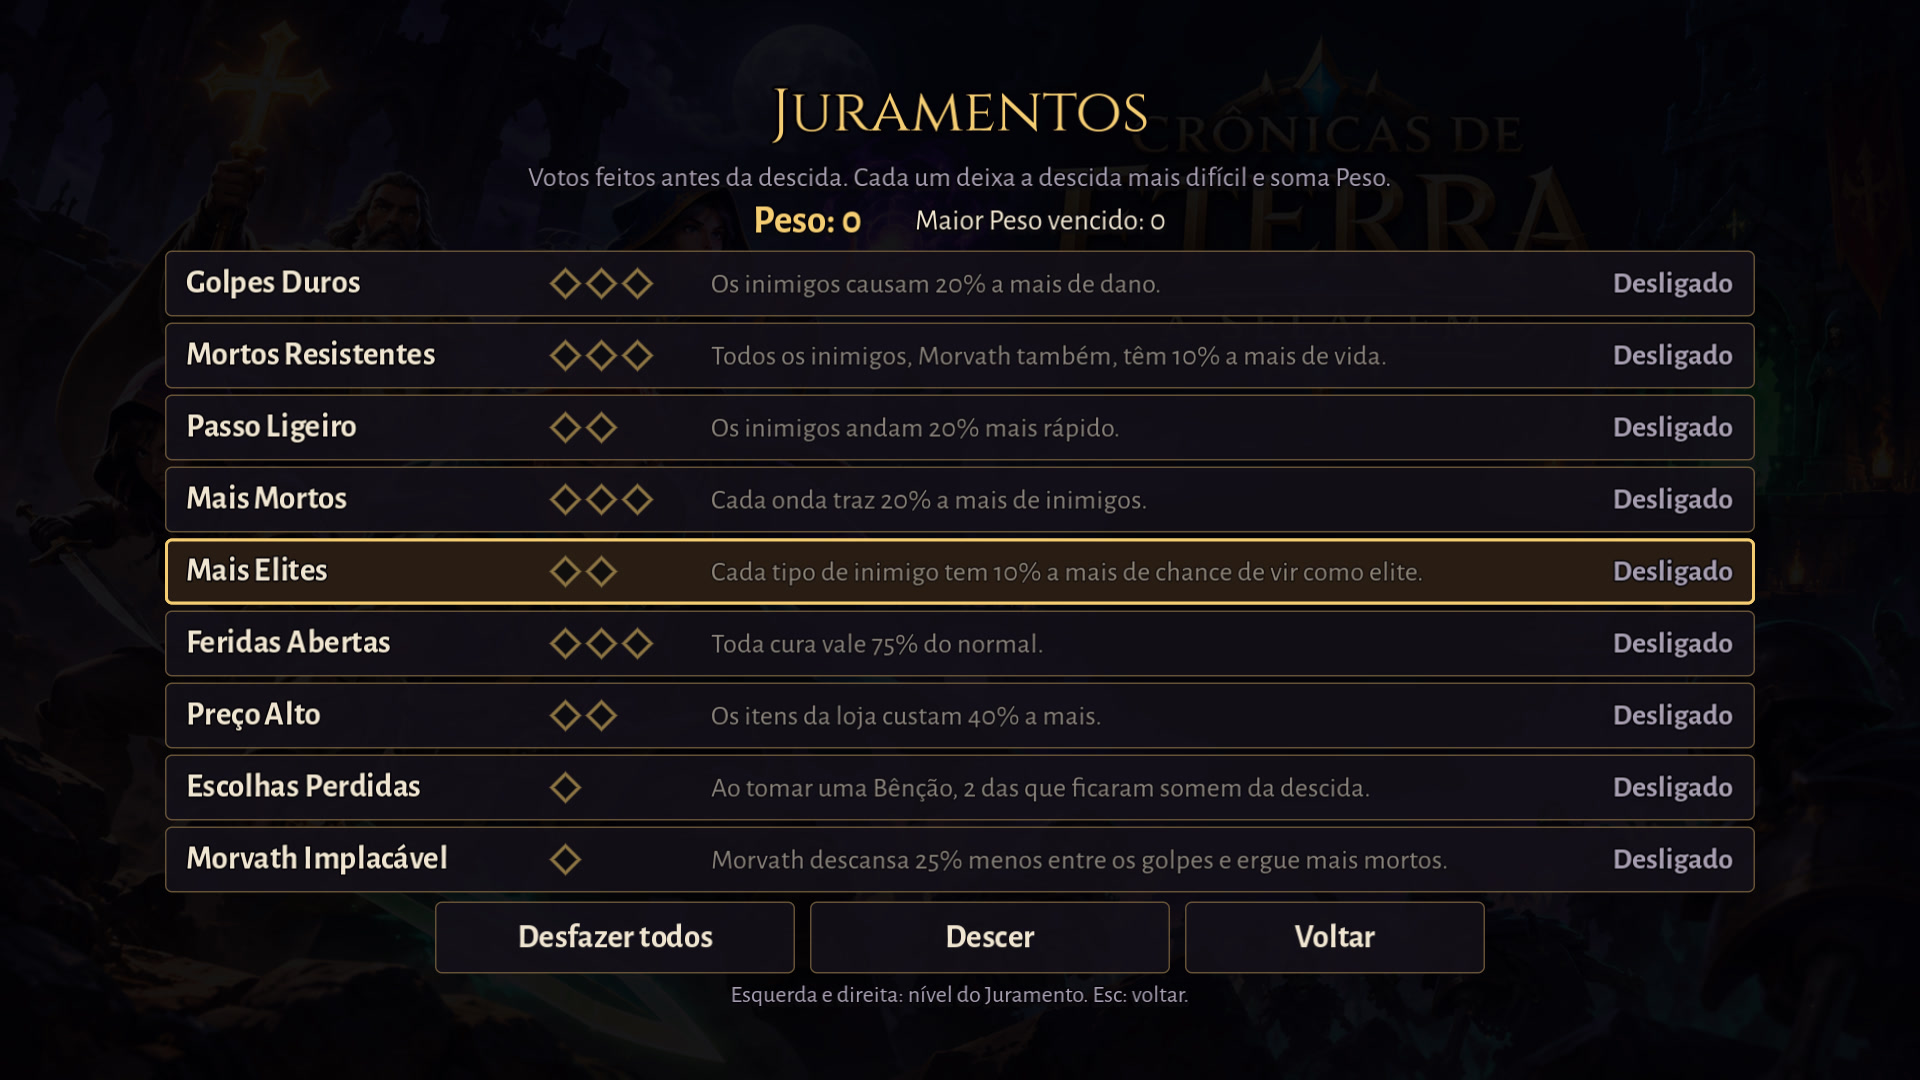 JURAMENTOS
CRÔNICAS DE
ETERRA
Votos feitos antes da descida. Cada um deixa a descida mais difícil e soma Peso.
Peso: 0
Maior Peso vencido: 0
Golpes Duros
Os inimigos causam 20% a mais de dano.
Desligado
Mortos Resistentes
Todos os inimigos, Morvath também, têm 10% a mais de vida.
Desligado
Passo Ligeiro
Os inimigos andam 20% mais rápido.
Desligado
Mais Mortos
Cada onda traz 20% a mais de inimigos.
Desligado
Mais Elites
Cada tipo de inimigo tem 10% a mais de chance de vir como elite.
Desligado
Feridas Abertas
Toda cura vale 75% do normal.
Desligado
Preço Alto
Os itens da loja custam 40% a mais.
Desligado
Escolhas Perdidas
Ao tomar uma Bênção, 2 das que ficaram somem da descida.
Desligado
Morvath Implacável
Morvath descansa 25% menos entre os golpes e ergue mais mortos.
Desligado
Desfazer todos
Descer
Voltar
Esquerda e direita: nível do Juramento. Esc: voltar.